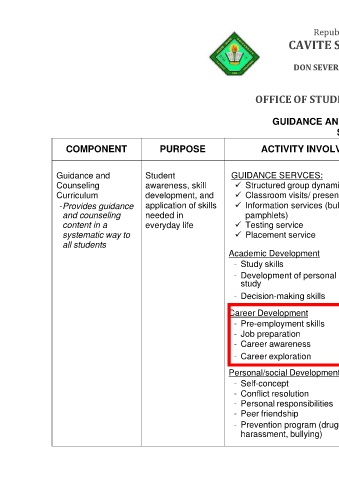 Repub
CAVITE S
DON SEVER
OFFICE OF STUD
GUIDANCE AN
S
COMPONENT PURPOSE ACTIVITY INVOLV
Guidance and
Counseling
Curriculum
-Provides guidance
and counseling
content in a
systematic way to
all students
Student
awareness, skill
development, and
application of skills
needed in
everyday life
GUIDANCE SERVCES:
✓ Structured group dynami
✓ Classroom visits/ presen
✓ Information services (bul
pamphlets)
✓ Testing service
✓ Placement service
Academic Development
- Study skills
- Development of personal
study
- Decision-making skills
Career Development
- Pre-employment skills
- Job preparation
- Career awareness
- Career exploration
Personal/social Development
- Self-concept
- Conflict resolution
- Personal responsibilities
- Peer friendship
- Prevention program (drug
harassment, bullying)